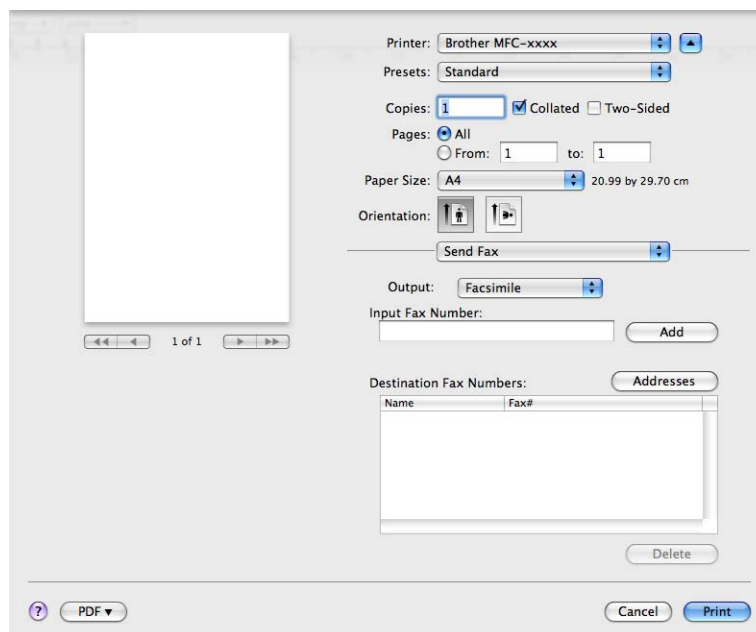 Printer: Brother MFC-xxxx
Presets: Standard
Copies: 1 Collated Two-Sided
Pages: All
From: 1 to: 1
Paper Size: A4 20.99 by 29.70 cm
Orientation:
Send Fax
Output: Facsimile
Input Fax Number:
Add
1 of 1
Destination Fax Numbers: Addresses
Name Fax#
Delete
? PDF Cancel Print